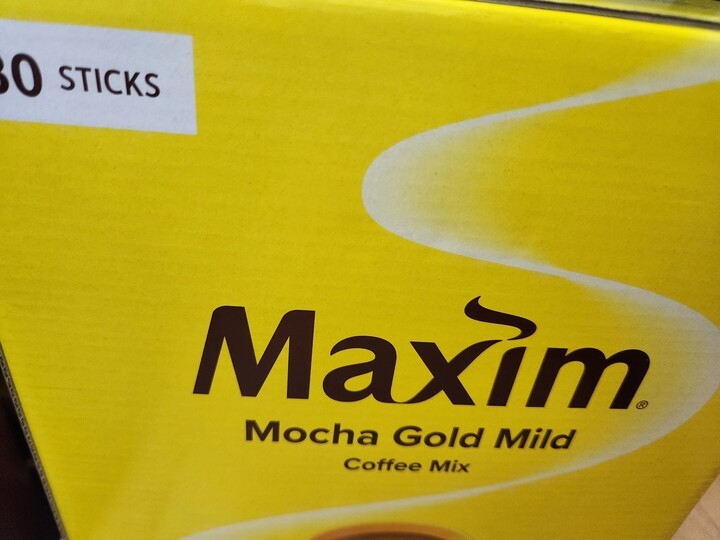 STICKS
Maxim®
Mocha Gold Mild
Coffee Mix